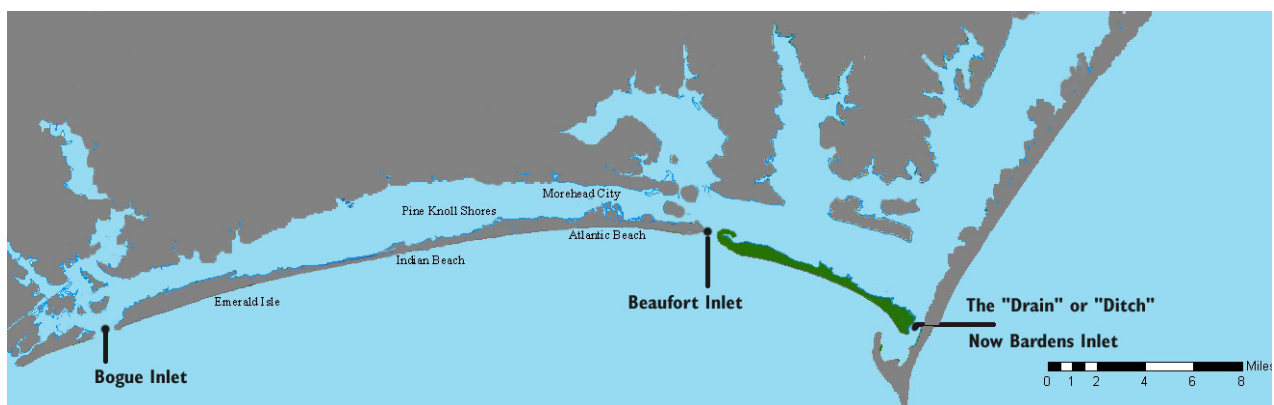 Morehead City
Pine Knoll Shores
Atlantic Beach
Indian Beach
Emerald Isle
Beaufort Inlet
The "Drain" or "Ditch"
Now Bardens Inlet
Bogue Inlet
Miles
0 1 2 4 6 8